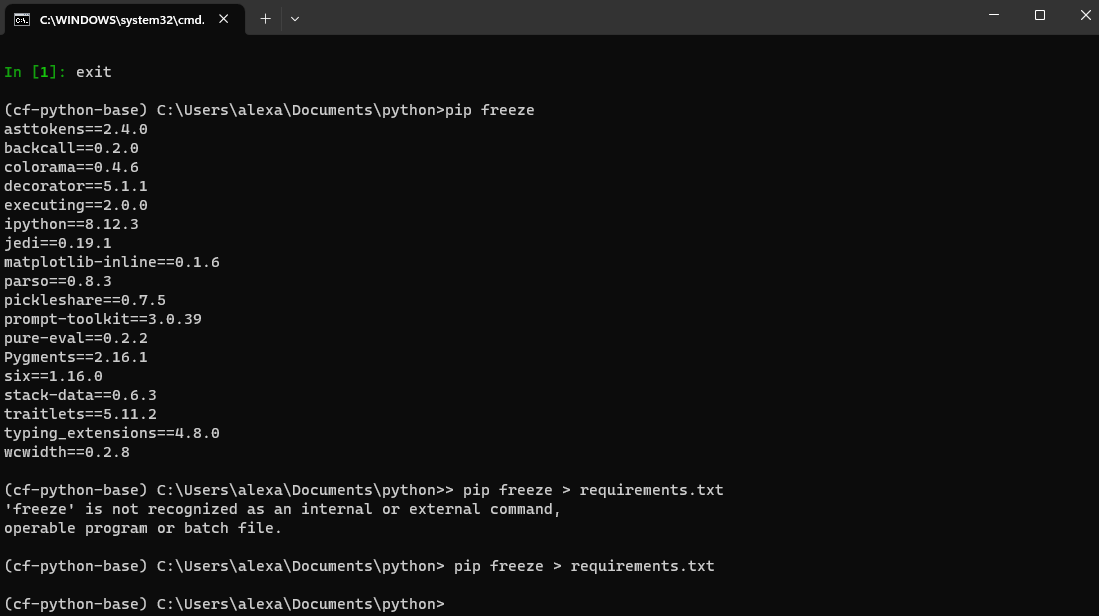 C:\WINDOWS\system32\cmd.
In [1]: exit
(cf-python-base) C:\Users\alexa\Documents\python>pip freeze
asttokens==2.4.0
backcall==0.2.0
colorama==0.4.6
decorator==5.1.1
executing==2.0.0
ipython==8.12.3
jedi==0.19.1
matplotlib-inline==0.1.6
parso==0.8.3
pickleshare==0.7.5
prompt-toolkit==3.0.39
pure-eval==0.2.2
Pygments==2.16.1
six==1.16.0
stack-data==0.6.3
traitlets==5.11.2
typing_extensions==4.8.0
wcwidth==0.2.8
(cf-python-base) C:\Users\alexa\Documents\python>> pip freeze > requirements.txt
'freeze' is not recognized as an internal or external command,
operable program or batch file.
(cf-python-base) C:\Users\alexa\Documents\python> pip freeze > requirements.txt
(cf-python-base) C:\Users\alexa\Documents\python>